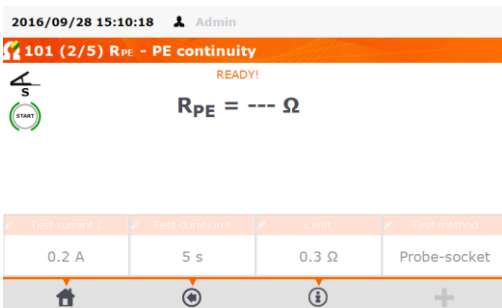 2016/09/28 15:10:18 Admin
101 (2/5) RPE - PE continuity
READY!
S
START
RPE = --- Ω
Test current I Test duration t Limit Test method
0.2 A 5 s 0.3 Ω Probe-socket